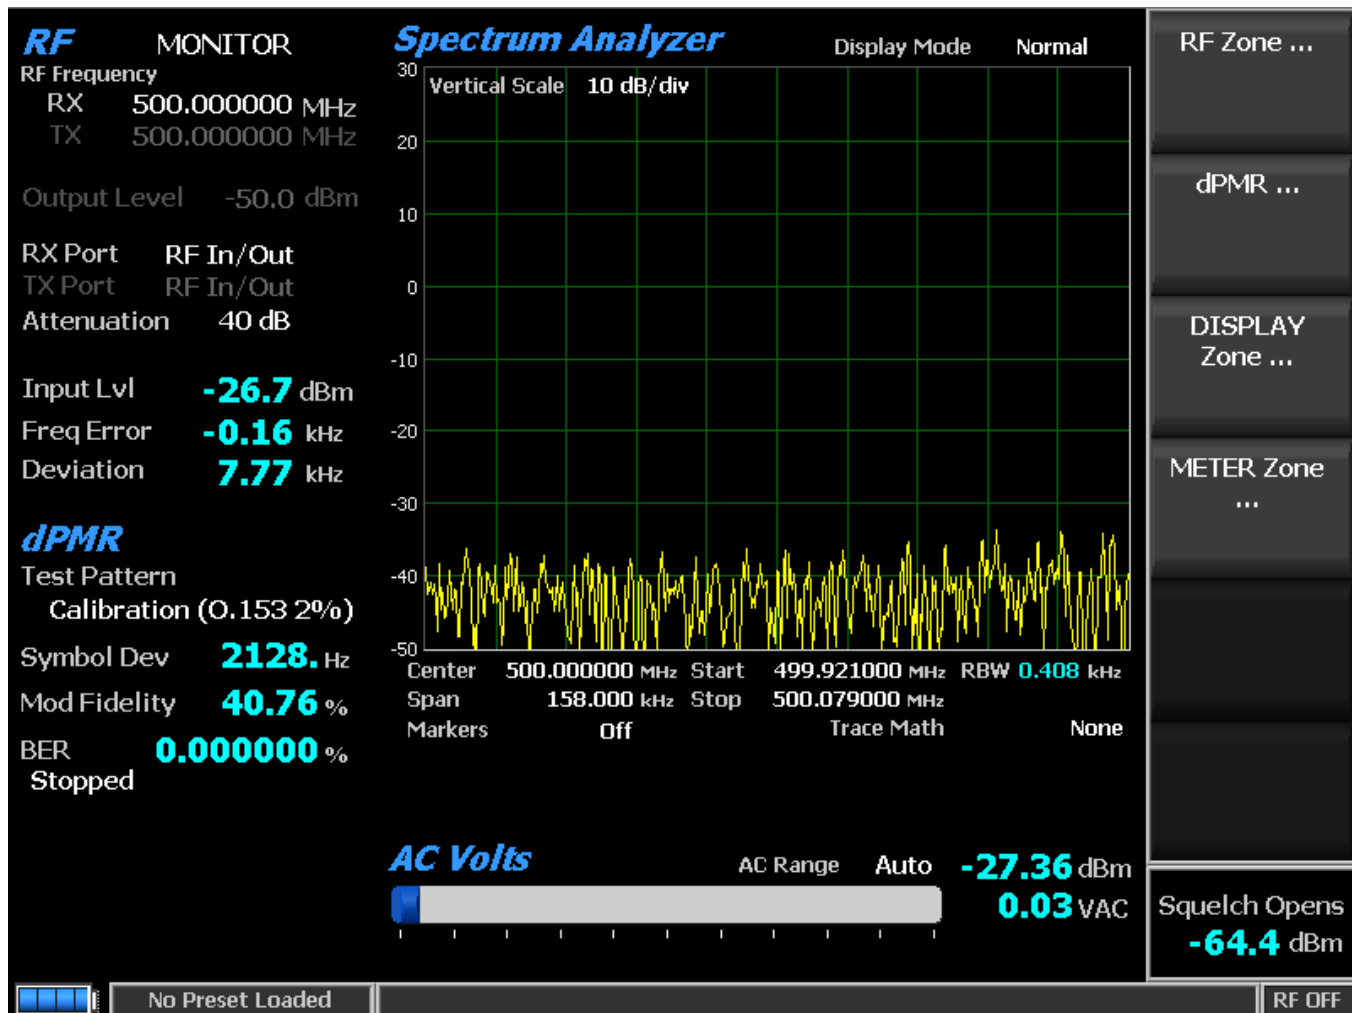 RF MONITOR
RF Frequency
RX 500.000000 MHz
TX 500.000000 MHz
Output Level -50.0 dBm
RX Port RF In/Out
TX Port RF In/Out
Attenuation 40 dB
Input Lvl -26.7 dBm
Freq Error -0.16 kHz
Deviation 7.77 kHz
dPMR
Test Pattern
Calibration (O.153 2%)
Symbol Dev 2128. Hz
Mod Fidelity 40.76 %
BER 0.000000 %
Stopped
Spectrum Analyzer Display Mode Normal
Vertical Scale 10 dB/div
30
20
10
0
-10
-20
-30
-40
-50
Center 500.000000 MHz Start 499.921000 MHz RBW 0.408 kHz
Span 158.000 kHz Stop 500.079000 MHz
Markers Off Trace Math None
AC Volts AC Range Auto -27.36 dBm
0.03 VAC
RF Zone ...
dPMR ...
DISPLAY
Zone ...
METER Zone
...
Squelch Opens
-64.4 dBm
No Preset Loaded
RF OFF